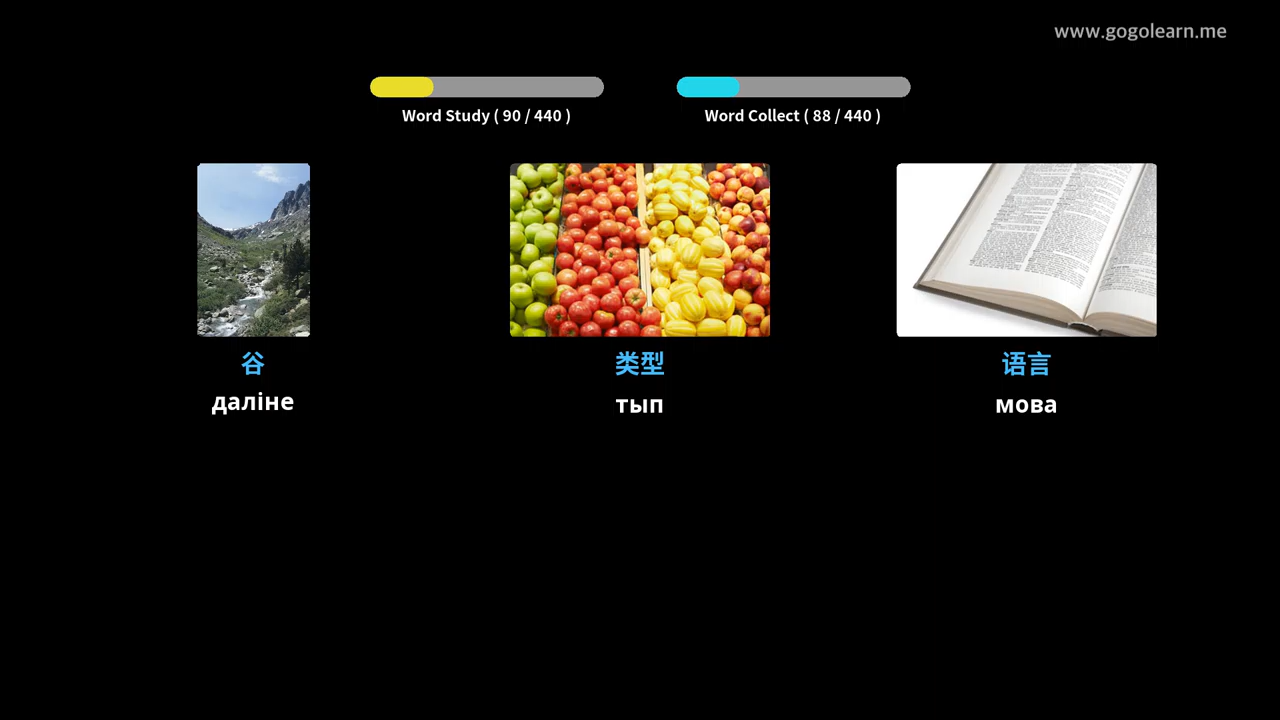 www.gogolearn.me
Word Study ( 90 / 440 )
Word Collect ( 88 / 440 )
谷
даліне
类型
тып
语言
мова